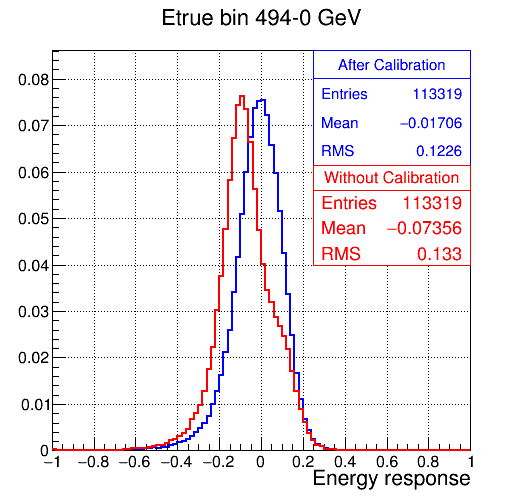 Etrue bin 494-0 GeV
After Calibration
Entries 113319
Mean −0.01706
RMS 0.1226
Without Calibration
Entries 113319
Mean −0.07356
RMS 0.133
0.08
0.07
0.06
0.05
0.04
0.03
0.02
0.01
0
−1 −0.8 −0.6 −0.4 −0.2 0 0.2 0.4 0.6 0.8 1
Energy response